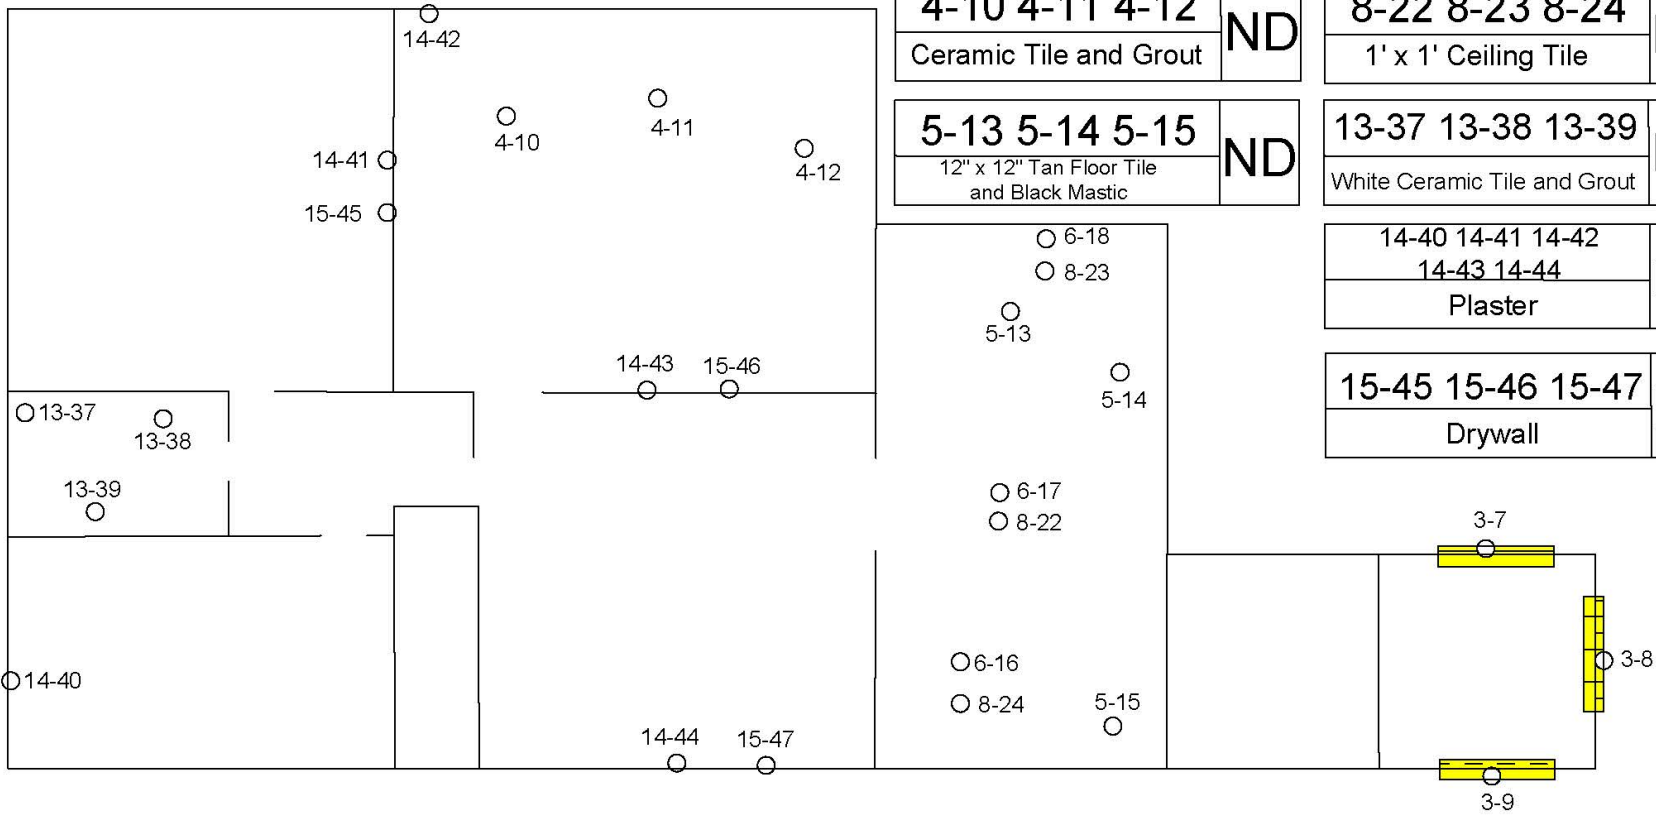 4-10 4-11 4-12
Ceramic Tile and Grout
ND
8-22 8-23 8-24
1' x 1' Ceiling Tile
5-13 5-14 5-15
12" x 12" Tan Floor Tile
and Black Mastic
ND
13-37 13-38 13-39
White Ceramic Tile and Grout
14-40 14-41 14-42
14-43 14-44
Plaster
15-45 15-46 15-47
Drywall
14-42
4-10
4-11
4-12
14-41
15-45
6-18
8-23
5-13
5-14
14-43
15-46
13-37
13-38
13-39
6-17
8-22
3-7
3-8
3-9
6-16
8-24
5-15
14-40
14-44
15-47